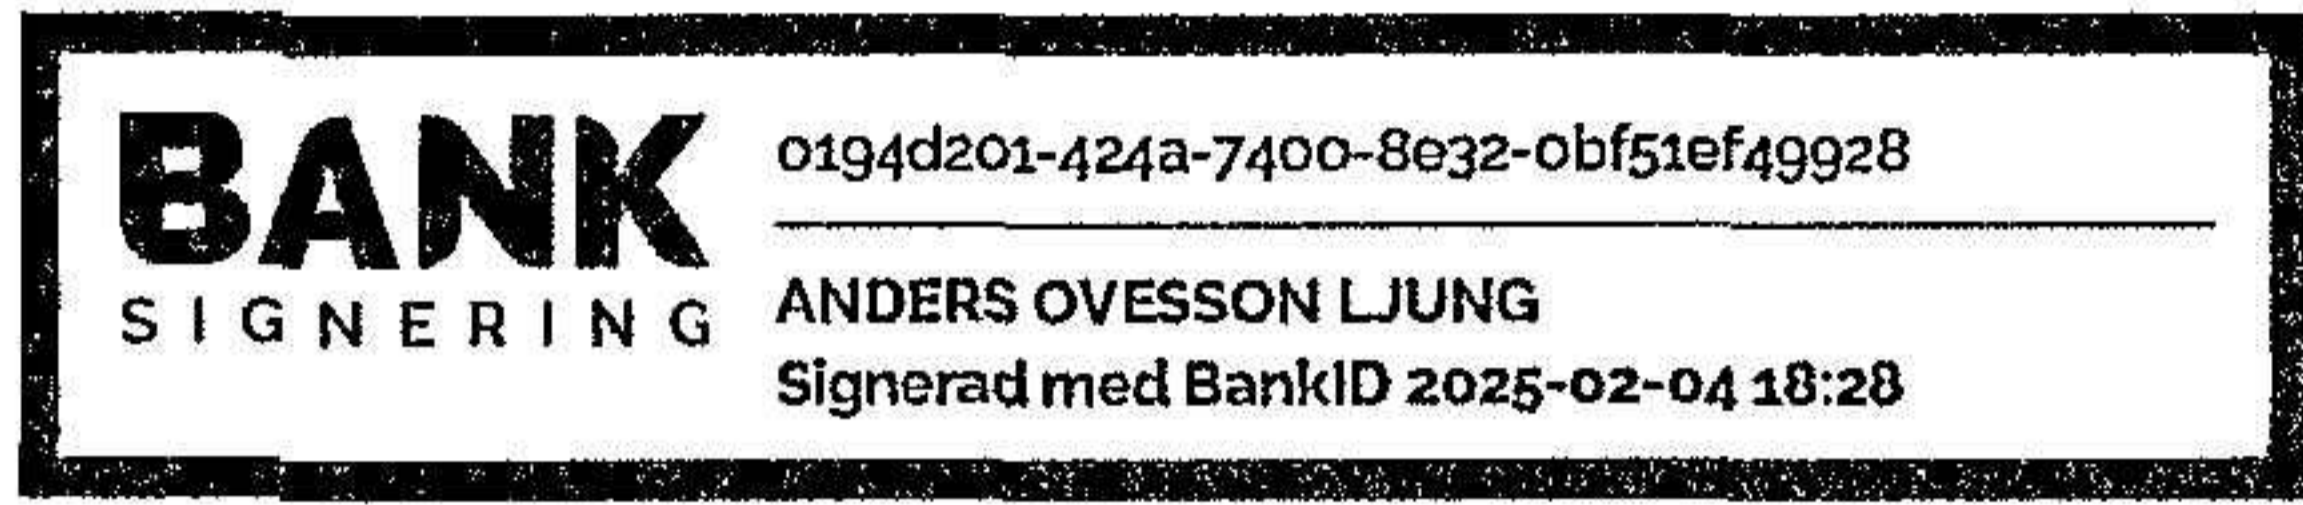 BANK
SIGNERING
0194d201-424a-7400-8e32-0bf51ef49928
ANDERS OVESSON LJUNG
Signerad med BankID 2025-02-04 18:28